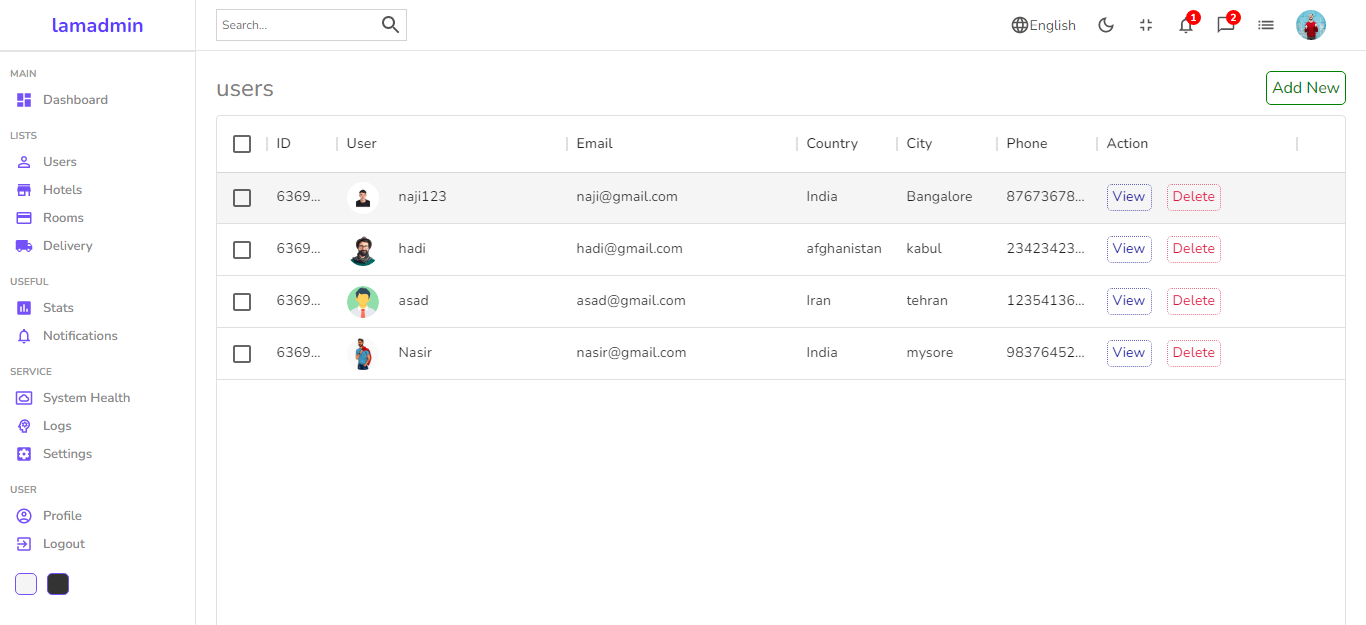 lamadmin
Search...
English
1
2
MAIN
Dashboard
LISTS
Users
Hotels
Rooms
Delivery
USEFUL
Stats
Notifications
SERVICE
System Health
Logs
Settings
USER
Profile
Logout
users
Add New
ID User Email Country City Phone Action
6369... naji123 naji@gmail.com India Bangalore 87673678... View Delete
6369... hadi hadi@gmail.com afghanistan kabul 23423423... View Delete
6369... asad asad@gmail.com Iran tehran 12354136... View Delete
6369... Nasir nasir@gmail.com India mysore 98376452... View Delete